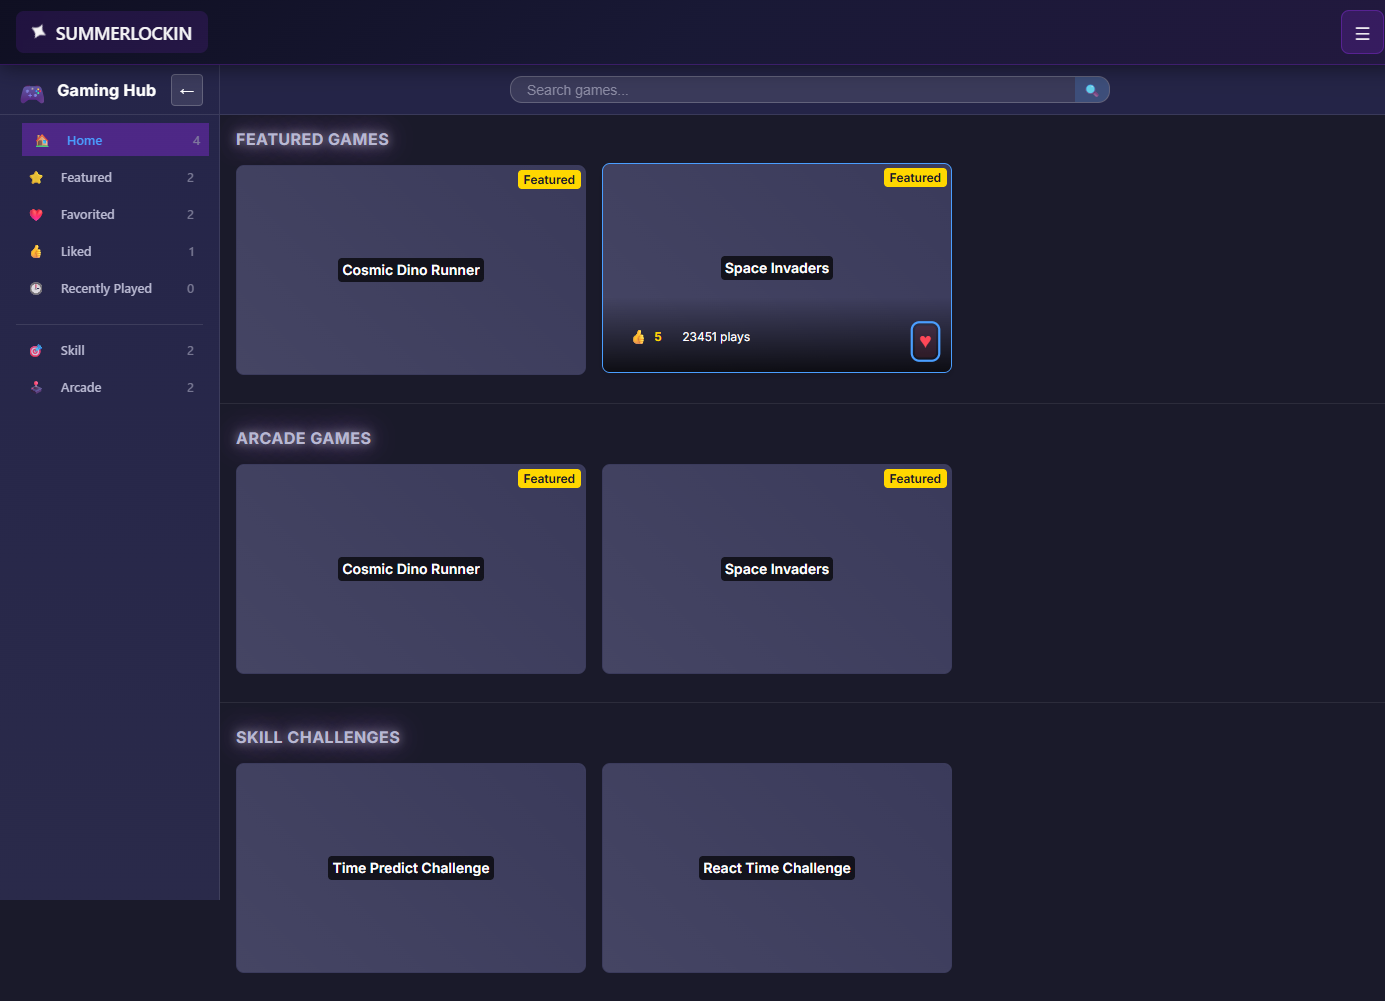 SUMMERLOCKIN
☰
Gaming Hub ←
Search games...
Home 4
Featured 2
Favorited 2
Liked 1
Recently Played 0
Skill 2
Arcade 2
FEATURED GAMES
Featured
Cosmic Dino Runner
Featured
Space Invaders
5 23451 plays
ARCADE GAMES
Featured
Cosmic Dino Runner
Featured
Space Invaders
SKILL CHALLENGES
Time Predict Challenge
React Time Challenge